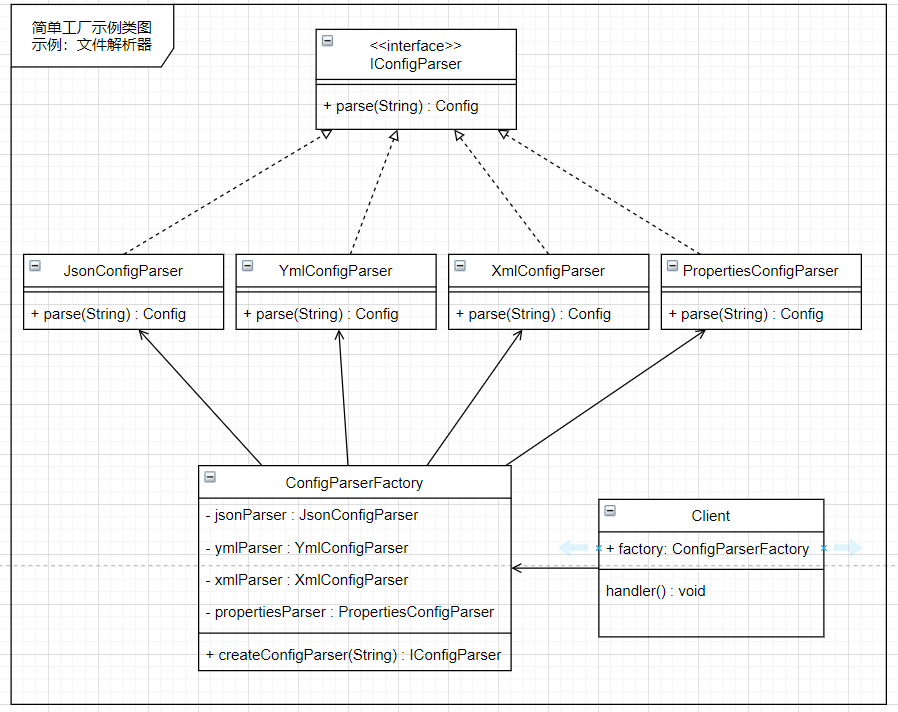 简单工厂示例类图
示例：文件解析器
<<interface>>
IConfigParser
+ parse(String) : Config
JsonConfigParser
+ parse(String) : Config
YmlConfigParser
+ parse(String) : Config
XmlConfigParser
+ parse(String) : Config
PropertiesConfigParser
+ parse(String) : Config
ConfigParserFactory
- jsonParser : JsonConfigParser
- ymlParser : YmlConfigParser
- xmlParser : XmlConfigParser
- propertiesParser : PropertiesConfigParser
+ createConfigParser(String) : IConfigParser
Client
+ factory: ConfigParserFactory
handler() : void